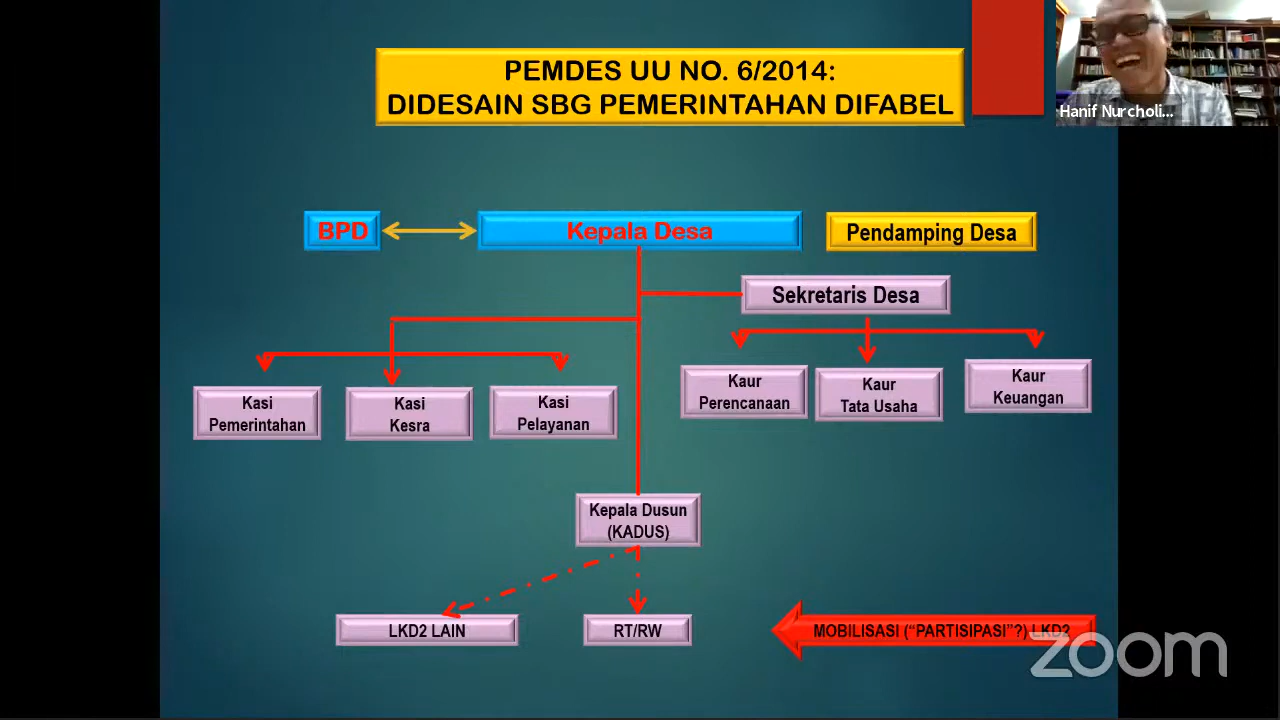 PEMDES UU NO. 6/2014:
DIDESAIN SBG PEMERINTAHAN DIFABEL
Hanif Nurcholi...
BPD
Kepala Desa
Pendamping Desa
Sekretaris Desa
Kasi
Pemerintahan
Kasi
Kesra
Kasi
Pelayanan
Kaur
Perencanaan
Kaur
Tata Usaha
Kaur
Keuangan
Kepala Dusun
(KADUS)
LKD2 LAIN
RT/RW
MOBILISASI (“PARTISIPASI”?) LKD2
zoom